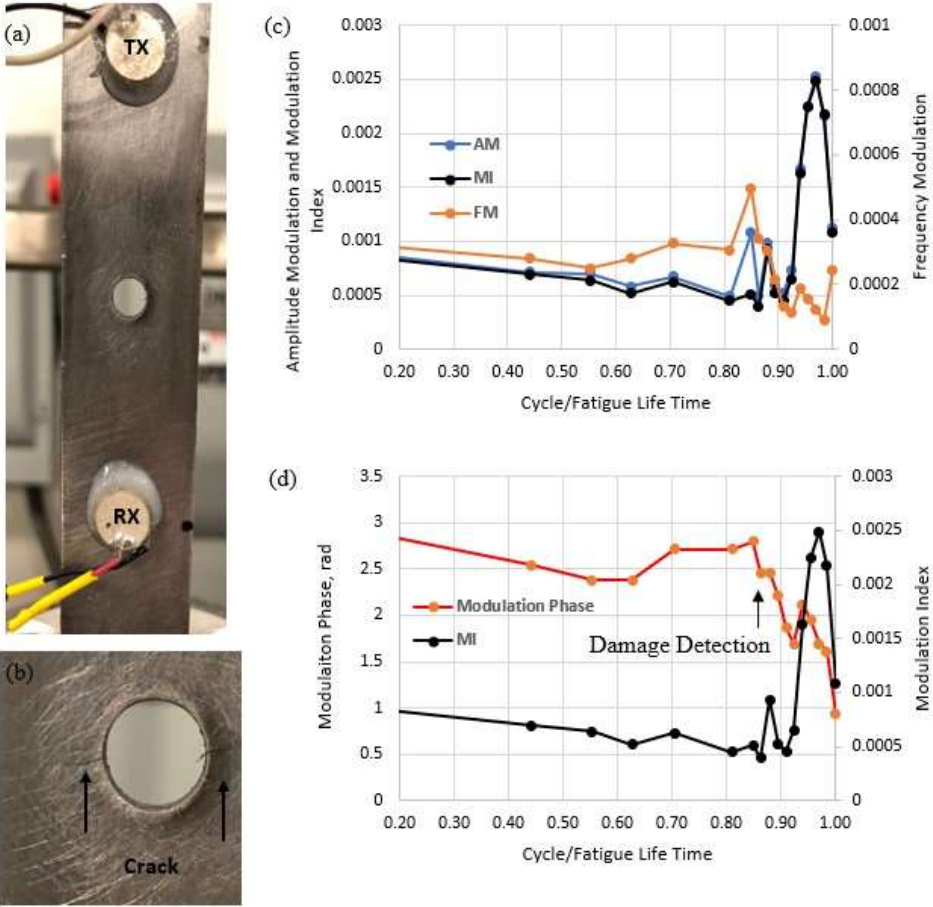 (a)
TX
RX
(b)
Crack
(c)
Amplitude Modulation and Modulation
Index
0.003
0.0025
0.002
0.0015
0.001
0.0005
0
AM
MI
FM
0.001
0.0008
0.0006
0.0004
0.0002
0
Frequency Modulation
0.20 0.30 0.40 0.50 0.60 0.70 0.80 0.90 1.00
Cycle/Fatigue Life Time
(d)
Modulaiton Phase, rad
3.5
3
2.5
2
1.5
1
0.5
0
Modulation Phase
MI
Damage Detection
0.003
0.0025
0.002
0.0015
0.001
0.0005
0
Modulation Index
0.20 0.30 0.40 0.50 0.60 0.70 0.80 0.90 1.00
Cycle/Fatigue Life Time